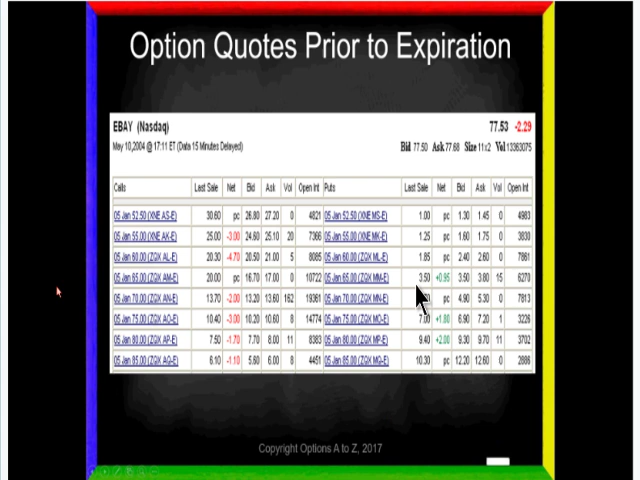 Option Quotes Prior to Expiration
EBAY (Nasdaq) 77.53 -2.29
May 10,2004 @ 17:11 ET (Data 15 Minutes Delayed) Bid 77.50 Ask 77.68 Size 11x2 Vol 13363075
Calls Last Sale Net Bid Ask Vol Open Int Puts Last Sale Net Bid Ask Vol Open Int
05 Jan 52.50 (XNE AS-E) 30.60 pc 26.80 27.20 0 4821 05 Jan 52.50 (XNE MS-E) 1.00 pc 1.30 1.45 0 4983
05 Jan 55.00 (XNE AK-E) 25.00 -3.00 24.60 25.10 20 7366 05 Jan 55.00 (XNE MK-E) 1.25 pc 1.60 1.75 0 3830
05 Jan 60.00 (ZQX AL-E) 20.30 -4.70 20.50 21.00 5 8085 05 Jan 60.00 (ZQX ML-E) 1.85 pc 2.40 2.60 0 7861
05 Jan 65.00 (ZQX AM-E) 20.00 pc 16.70 17.00 0 10722 05 Jan 65.00 (ZQX MM-E) 3.50 +0.95 3.50 3.80 15 6270
05 Jan 70.00 (ZQX AN-E) 13.70 -2.00 13.20 13.60 162 19361 05 Jan 70.00 (ZQX MN-E) pc 4.90 5.30 0 7813
05 Jan 75.00 (ZQX AO-E) 10.40 -3.00 10.20 10.60 8 14774 05 Jan 75.00 (ZQX MO-E) 7.00 +1.80 6.90 7.20 1 3226
05 Jan 80.00 (ZQX AP-E) 7.50 -1.70 7.70 8.00 11 8383 05 Jan 80.00 (ZQX MP-E) 9.40 +2.00 9.30 9.70 11 3702
05 Jan 85.00 (ZQX AQ-E) 6.10 -1.10 5.60 6.00 8 4451 05 Jan 85.00 (ZQX MQ-E) 10.30 pc 12.20 12.60 0 2886
Copyright Options A to Z, 2017